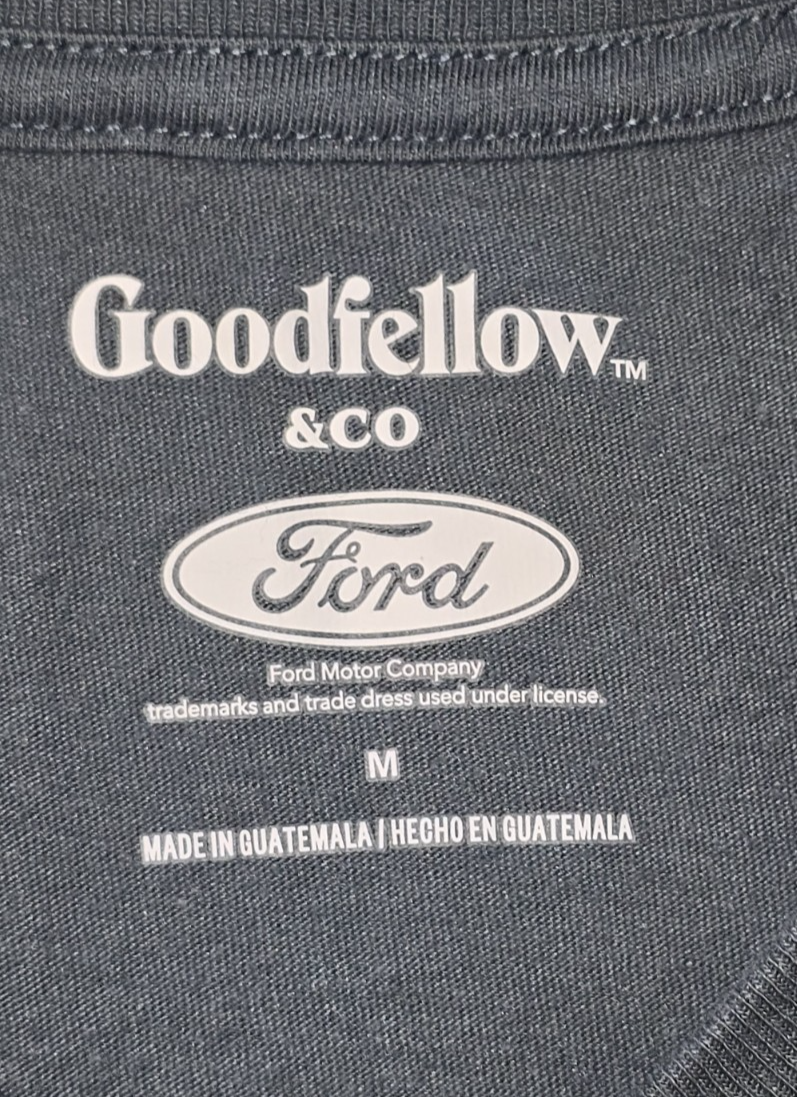 Goodfellow™
&CO
Ford
Ford Motor Company
trademarks and trade dress used under license.
M
MADE IN GUATEMALA | HECHO EN GUATEMALA